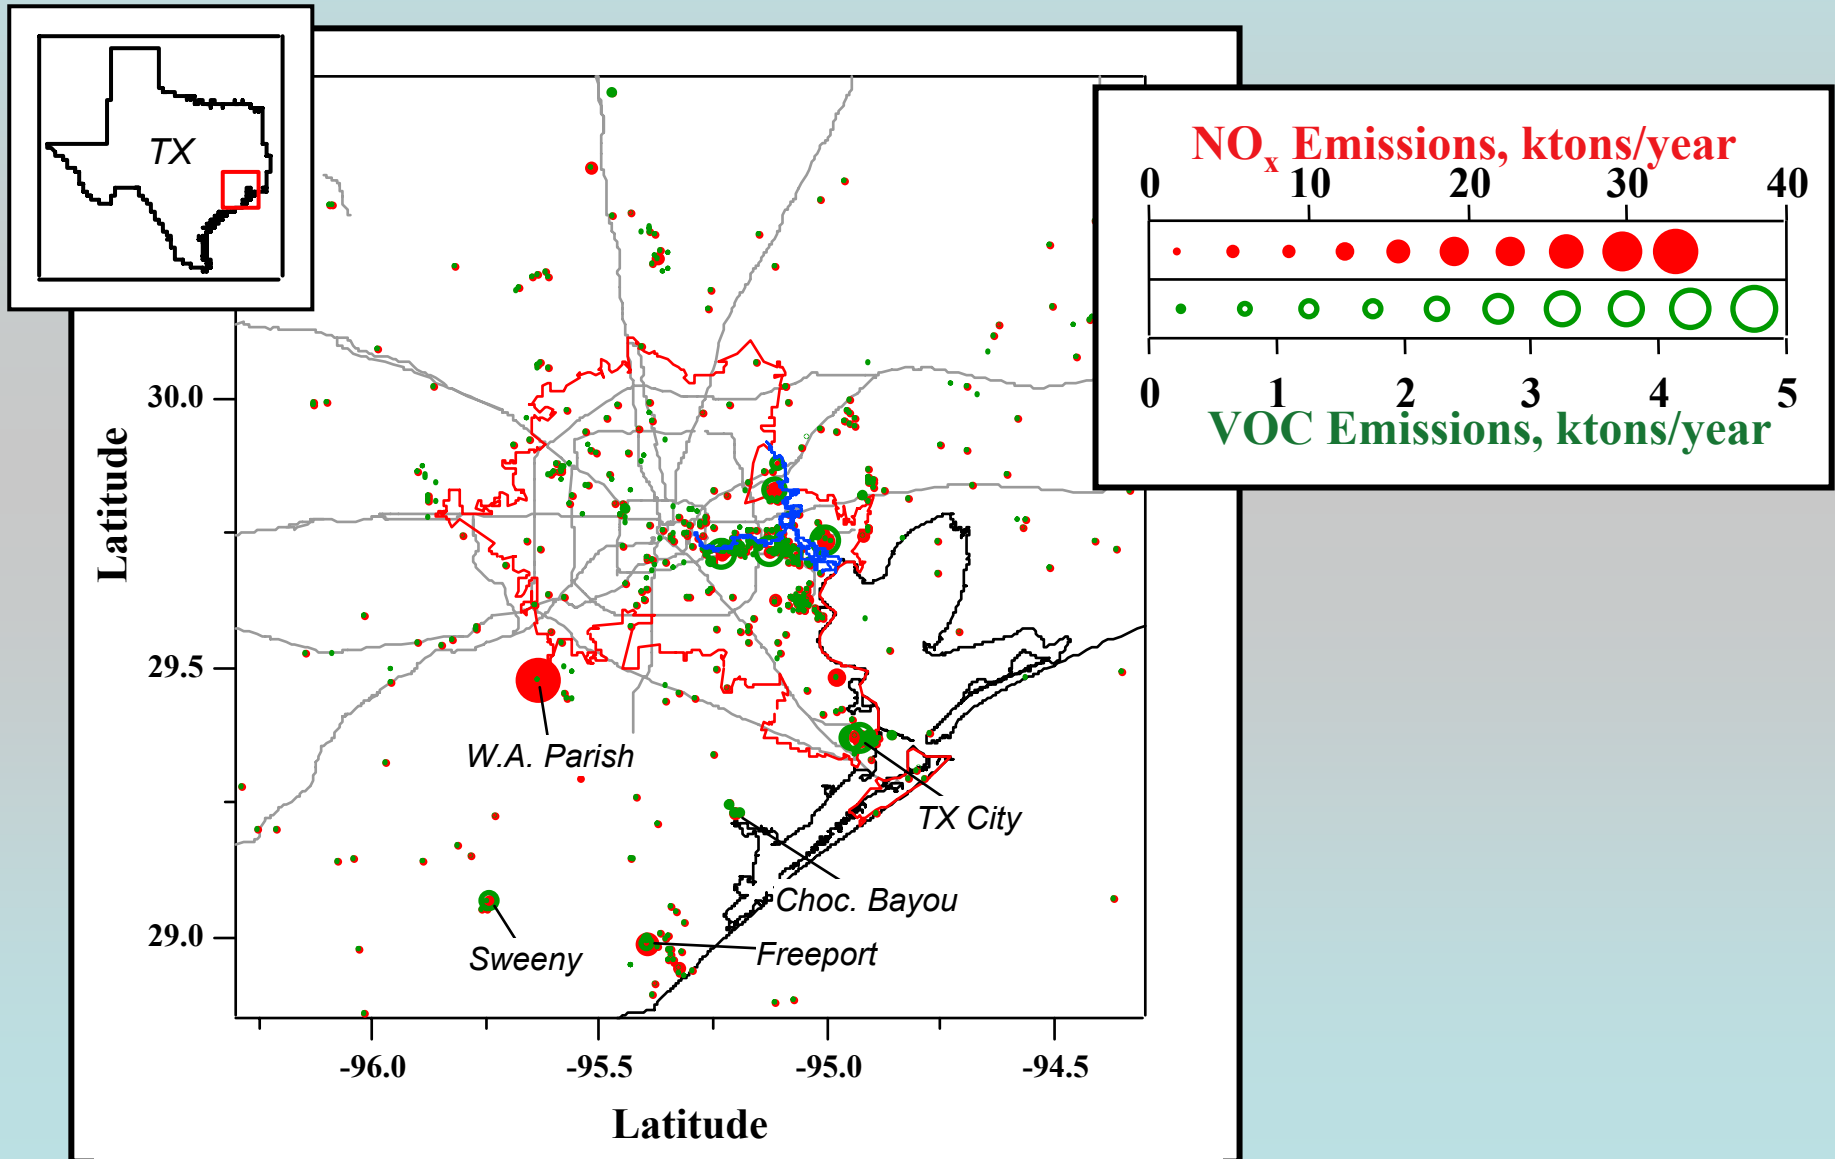 TX
NOx Emissions, ktons/year
0 10 20 30 40
0 1 2 3 4 5
VOC Emissions, ktons/year
Latitude
30.0
29.5
29.0
W.A. Parish
TX City
Choc. Bayou
Freeport
Sweeny
-96.0 -95.5 -95.0 -94.5
Latitude